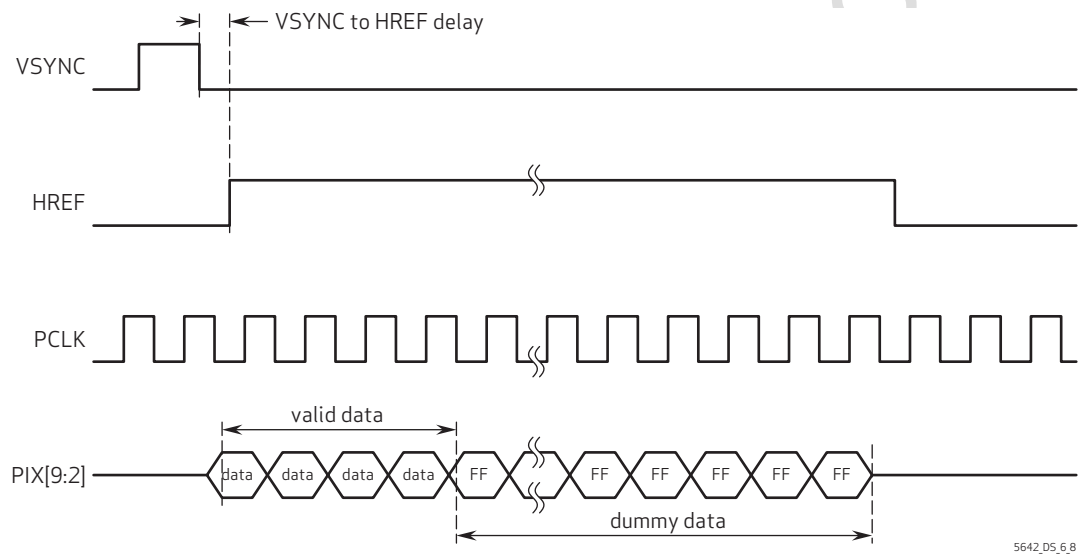 VSYNC to HREF delay
VSYNC
HREF
PCLK
valid data
PIX[9:2]
data data data data FF FF FF FF FF FF
dummy data
5642_DS_6_8